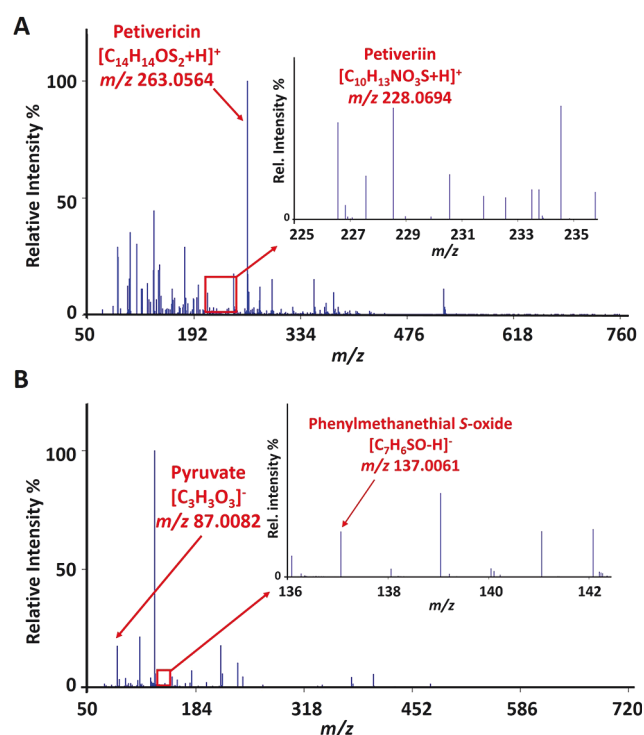 A
Petivericin
[C₁₄H₁₄OS₂+H]⁺
m/z 263.0564
Petiveriin
[C₁₀H₁₃NO₃S+H]⁺
m/z 228.0694
Rel. Intensity %
0
225 227 229 231 233 235
m/z
Relative Intensity %
100
50
0
50 192 334 476 618 760
m/z
B
Phenylmethanethial S-oxide
[C₇H₆SO-H]⁻
m/z 137.0061
Pyruvate
[C₃H₃O₃]⁻
m/z 87.0082
Rel. intensity %
0
136 138 140 142
m/z
Relative Intensity %
100
50
0
50 184 318 452 586 720
m/z